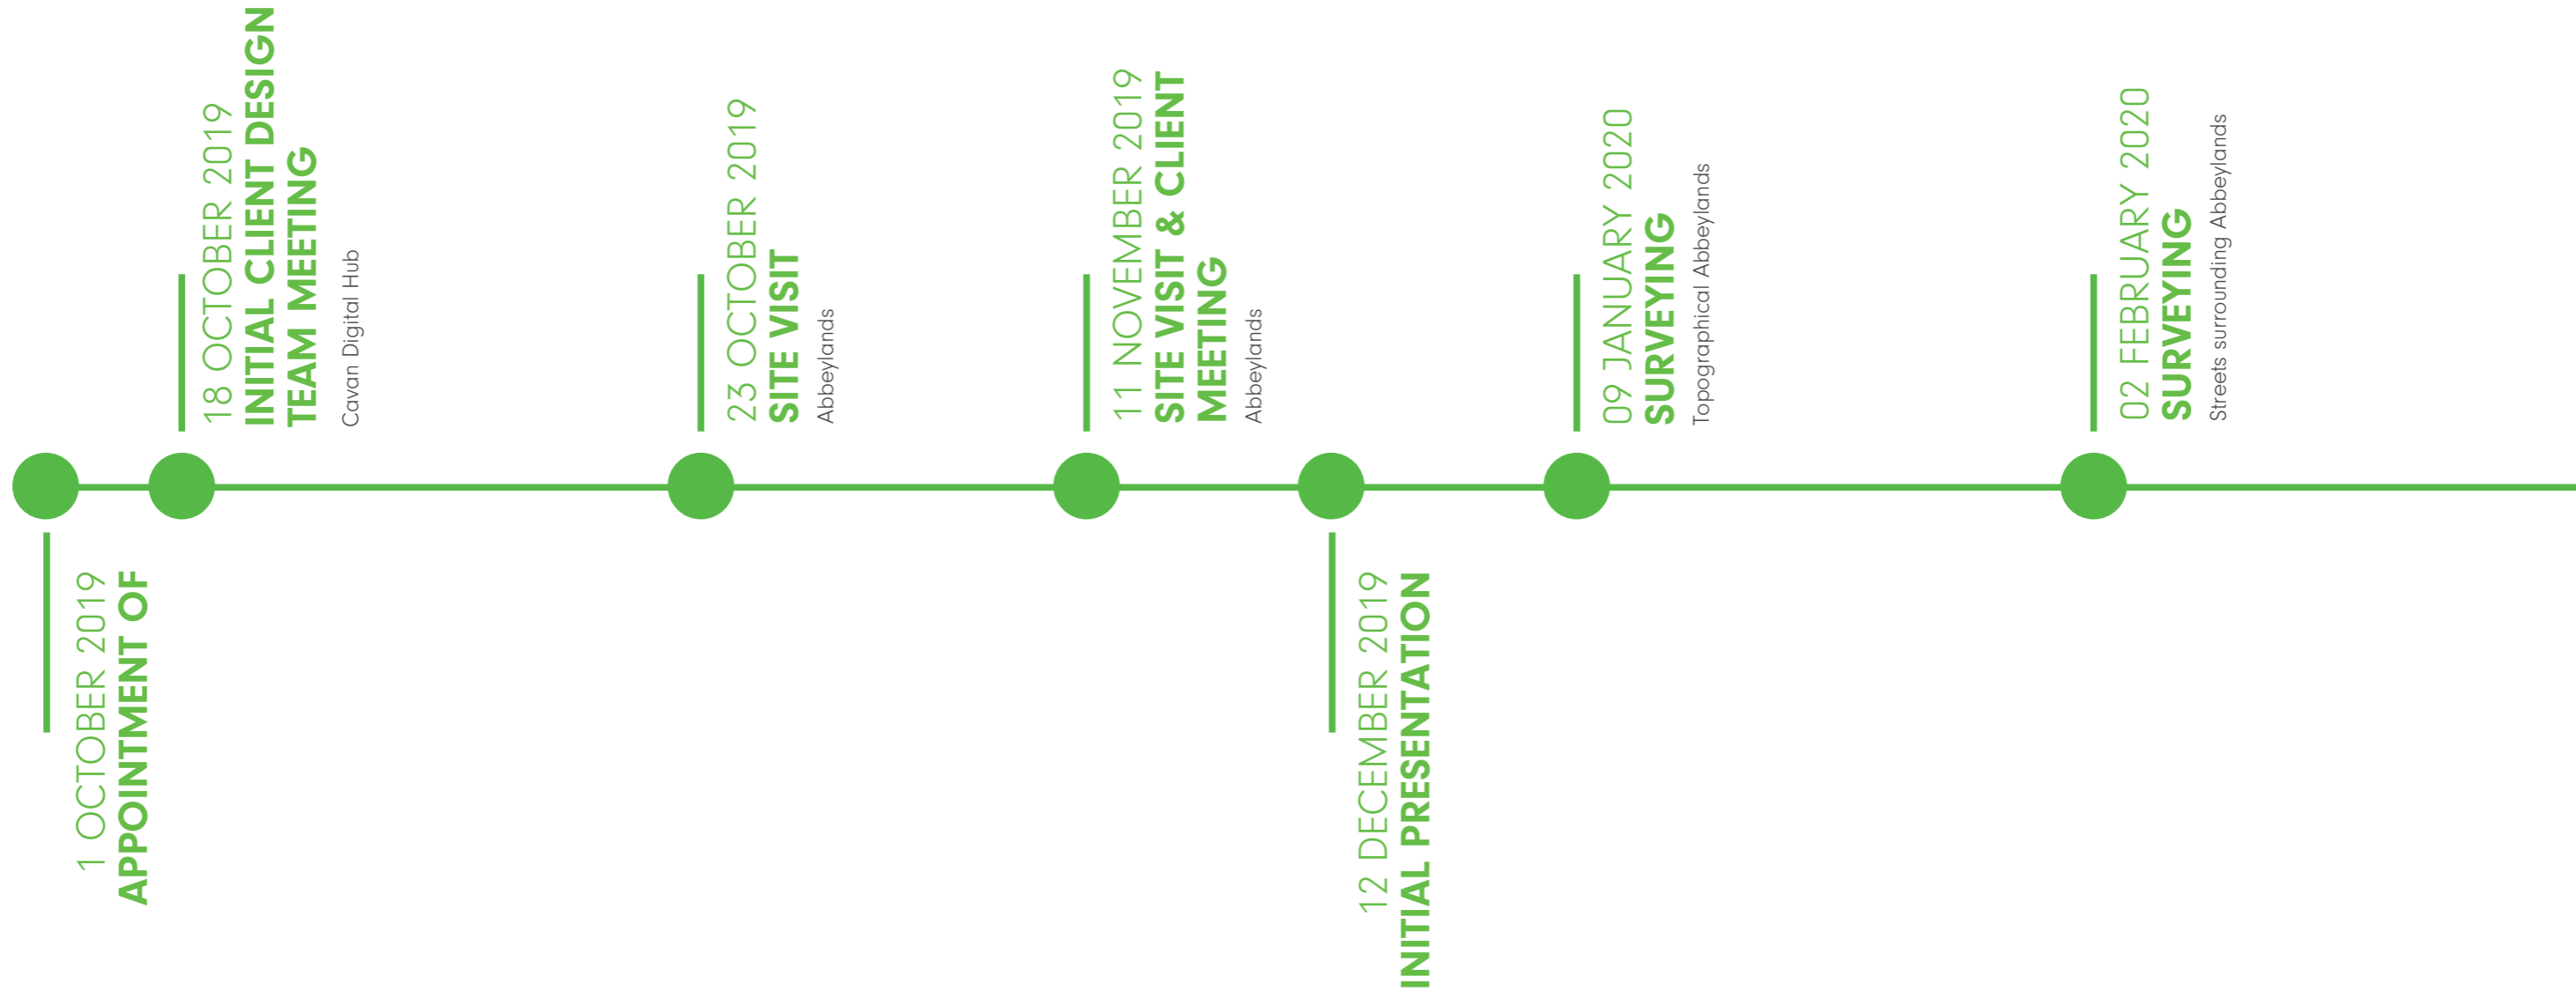 1 OCTOBER 2019
APPOINTMENT OF
18 OCTOBER 2019
INITIAL CLIENT DESIGN
TEAM MEETING
Cavan Digital Hub
23 OCTOBER 2019
SITE VISIT
Abbeylands
11 NOVEMBER 2019
SITE VISIT & CLIENT
MEETING
Abbeylands
12 DECEMBER 2019
INITIAL PRESENTATION
09 JANUARY 2020
SURVEYING
Topographical Abbeylands
02 FEBRUARY 2020
SURVEYING
Streets surrounding Abbeylands